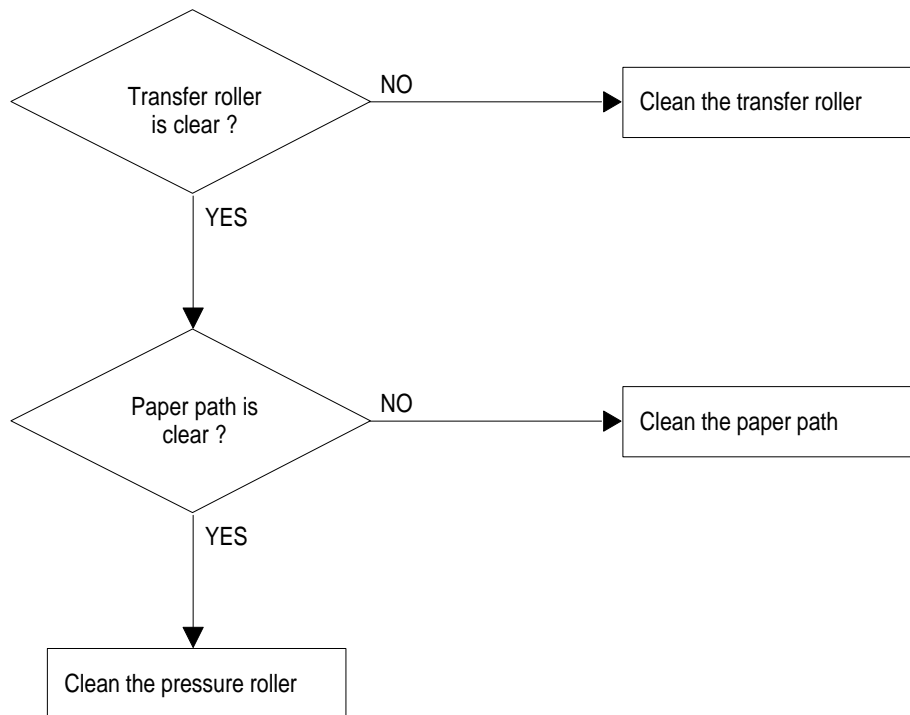 Transfer roller
is clear ?
NO
Clean the transfer roller
YES
Paper path is
clear ?
NO
Clean the paper path
YES
Clean the pressure roller